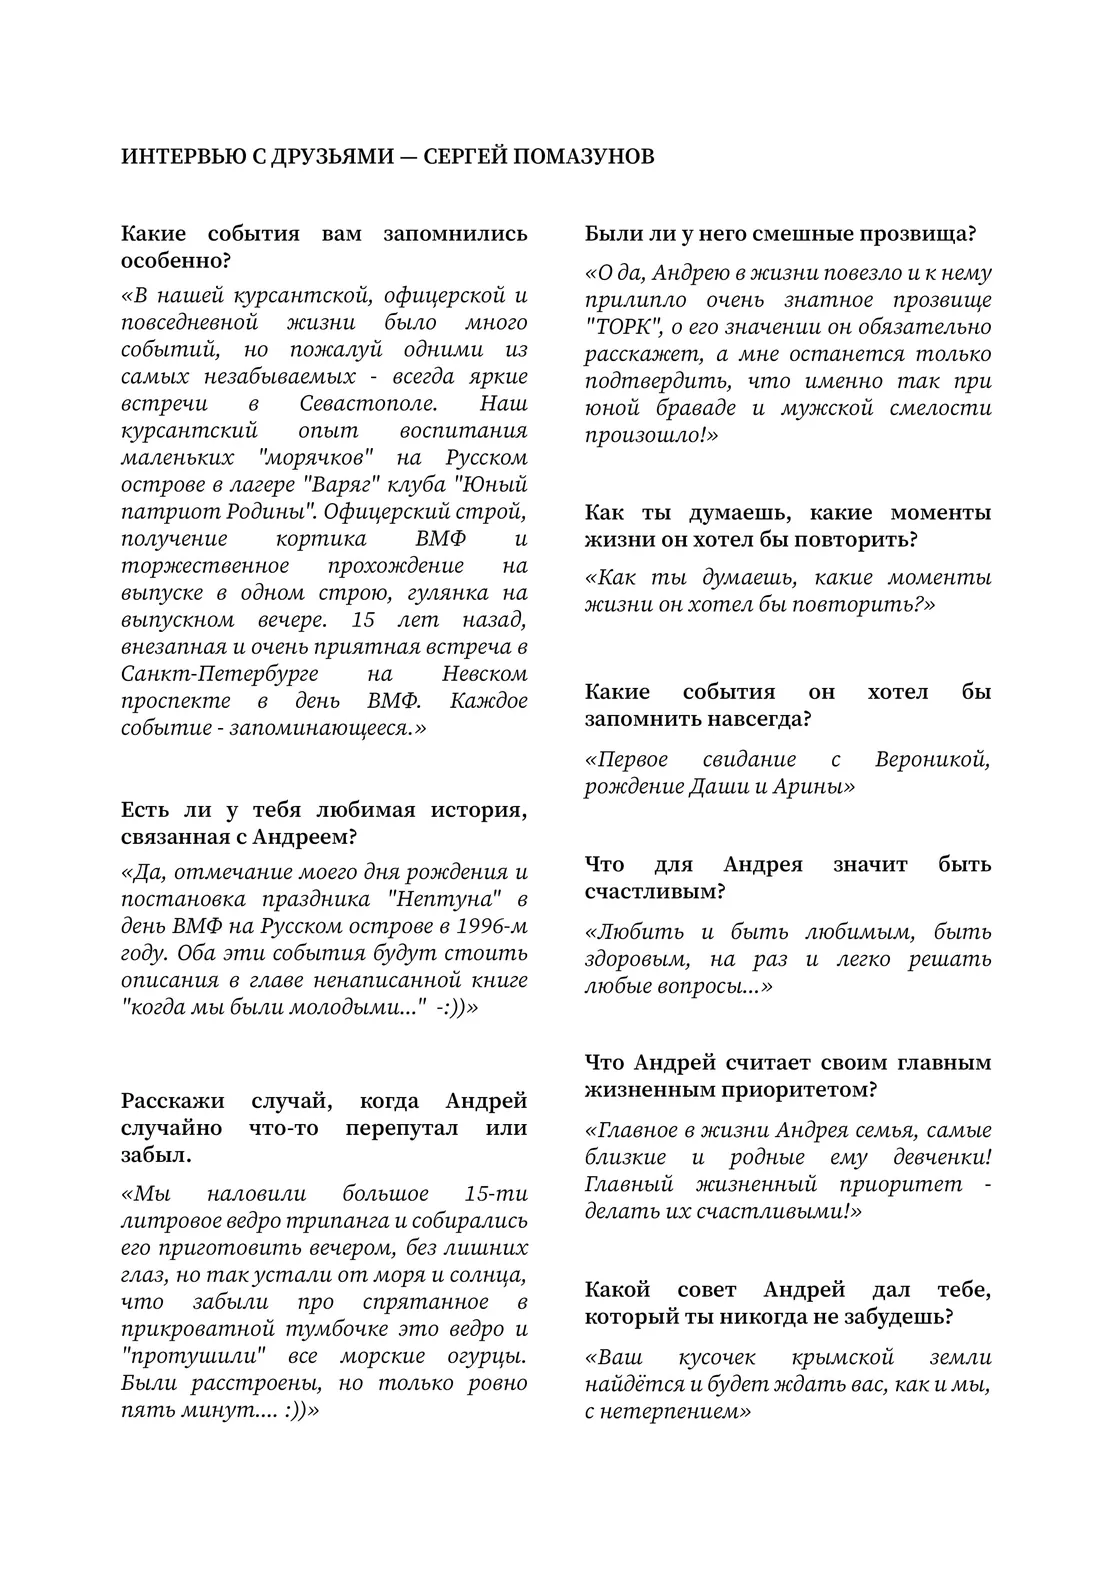 ИНТЕРВЬЮ С ДРУЗЬЯМИ — СЕРГЕЙ ПОМАЗУНОВ
Какие события вам запомнились
особенно?
«В нашей курсантской, офицерской и
повседневной жизни было много
событий, но пожалуй одними из
самых незабываемых - всегда яркие
встречи в Севастополе. Наш
курсантский опыт воспитания
маленьких "морячков" на Русском
острове в лагере "Варяг" клуба "Юный
патриот Родины". Офицерский строй,
получение кортика ВМФ и
торжественное прохождение на
выпуске в одном строю, гулянка на
выпускном вечере. 15 лет назад,
внезапная и очень приятная встреча в
Санкт-Петербурге на Невском
проспекте в день ВМФ. Каждое
событие - запоминающееся.»
Есть ли у тебя любимая история,
связанная с Андреем?
«Да, отмечание моего дня рождения и
постановка праздника "Нептуна" в
день ВМФ на Русском острове в 1996-м
году. Оба эти события будут стоить
описания в главе ненаписанной книге
"когда мы были молодыми..." -:))»
Расскажи случай, когда Андрей
случайно что-то перепутал или
забыл.
«Мы наловили большое 15-ти
литровое ведро трипанга и собирались
его приготовить вечером, без лишних
глаз, но так устали от моря и солнца,
что забыли про спрятанное в
прикроватной тумбочке это ведро и
"протушили" все морские огурцы.
Были расстроены, но только ровно
пять минут.... :))»
Были ли у него смешные прозвища?
«О да, Андрею в жизни повезло и к нему
прилипло очень знатное прозвище
"ТОРК", о его значении он обязательно
расскажет, а мне останется только
подтвердить, что именно так при
юной браваде и мужской смелости
произошло!»
Как ты думаешь, какие моменты
жизни он хотел бы повторить?
«Как ты думаешь, какие моменты
жизни он хотел бы повторить?»
Какие события он хотел бы
запомнить навсегда?
«Первое свидание с Вероникой,
рождение Даши и Арины»
Что для Андрея значит быть
счастливым?
«Любить и быть любимым, быть
здоровым, на раз и легко решать
любые вопросы...»
Что Андрей считает своим главным
жизненным приоритетом?
«Главное в жизни Андрея семья, самые
близкие и родные ему девченки!
Главный жизненный приоритет -
делать их счастливыми!»
Какой совет Андрей дал тебе,
который ты никогда не забудешь?
«Ваш кусочек крымской земли
найдётся и будет ждать вас, как и мы,
с нетерпением»